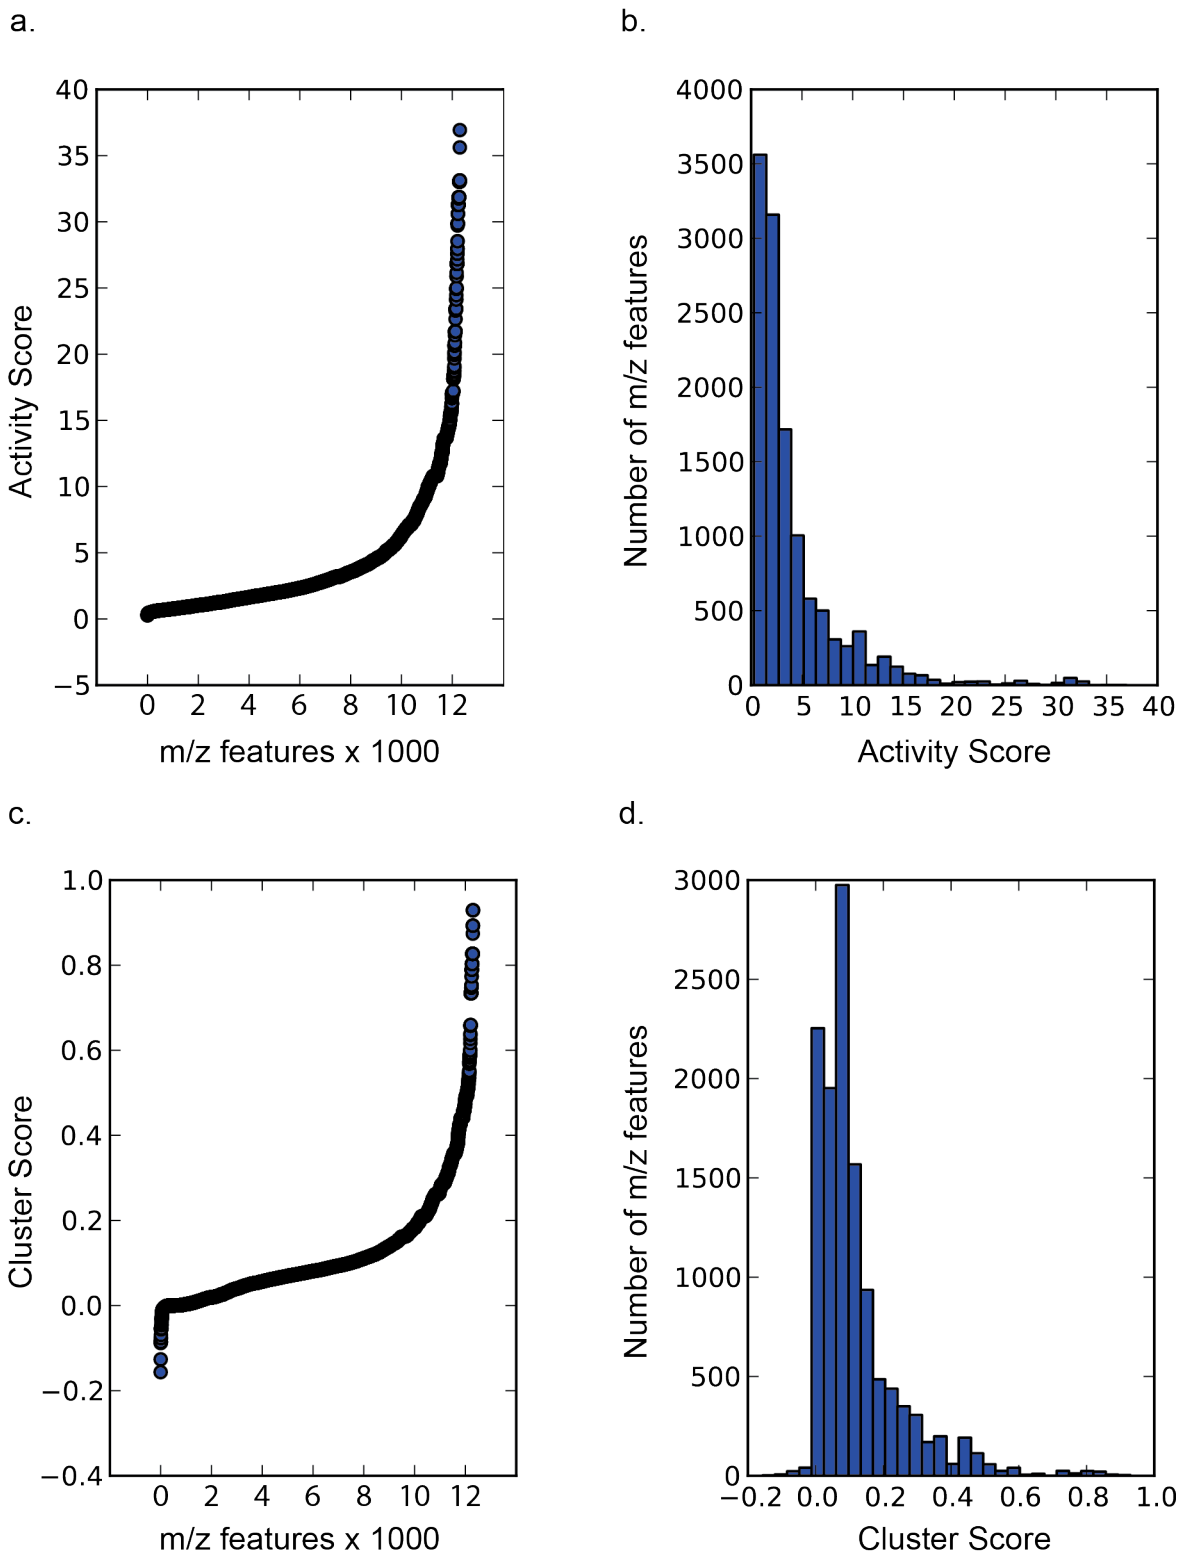 a.
40
35
30
25
20
15
10
5
0
−5
Activity Score
0 2 4 6 8 10 12
m/z features x 1000
b.
4000
3500
3000
2500
2000
1500
1000
500
0
Number of m/z features
0 5 10 15 20 25 30 35 40
Activity Score
c.
1.0
0.8
0.6
0.4
0.2
0.0
−0.2
−0.4
Cluster Score
0 2 4 6 8 10 12
m/z features x 1000
d.
3000
2500
2000
1500
1000
500
0
Number of m/z features
−0.2 0.0 0.2 0.4 0.6 0.8 1.0
Cluster Score